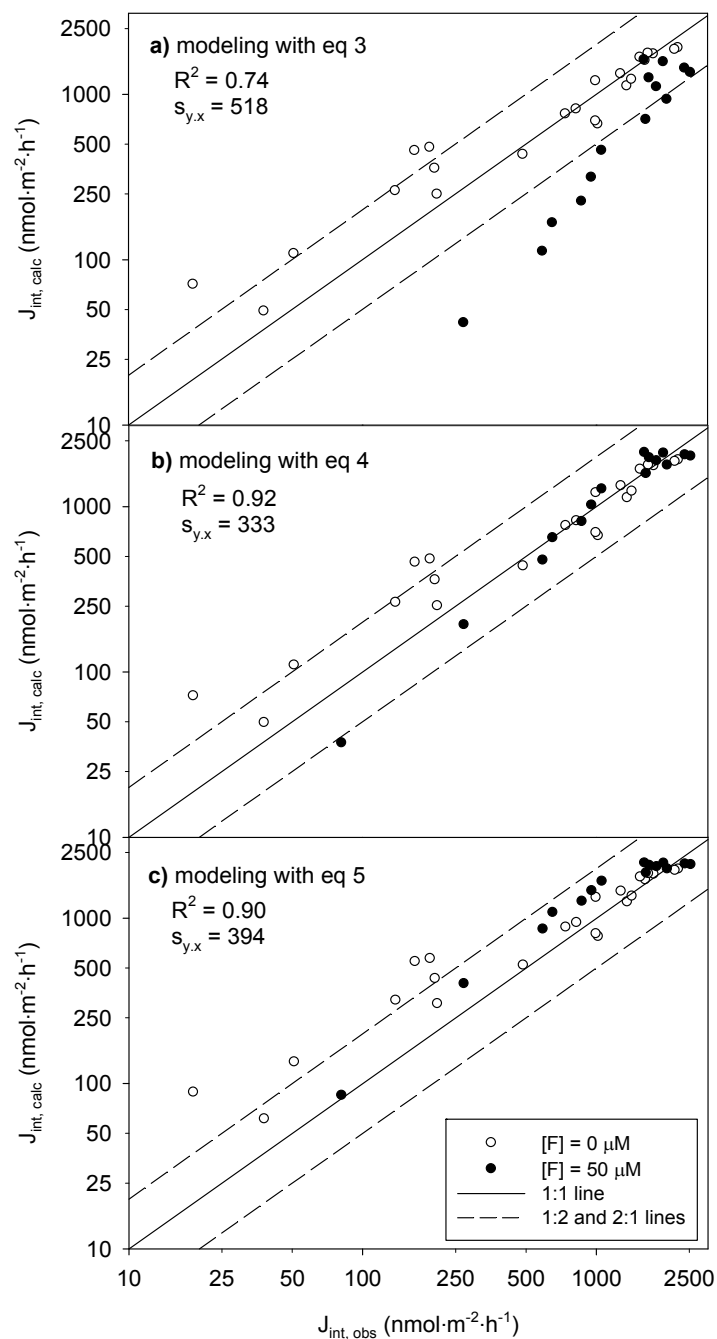 2500
a) modeling with eq 3
R² = 0.74
s_y.x = 518
1000
500
250
100
50
25
10
J_int, calc (nmol·m⁻²·h⁻¹)
2500
b) modeling with eq 4
R² = 0.92
s_y.x = 333
1000
500
250
100
50
25
10
J_int, calc (nmol·m⁻²·h⁻¹)
2500
c) modeling with eq 5
R² = 0.90
s_y.x = 394
1000
500
250
100
50
25
10
J_int, calc (nmol·m⁻²·h⁻¹)
[F] = 0 μM
[F] = 50 μM
1:1 line
1:2 and 2:1 lines
10 50 100 250 500 1000 2500
J_int, obs (nmol·m⁻²·h⁻¹)